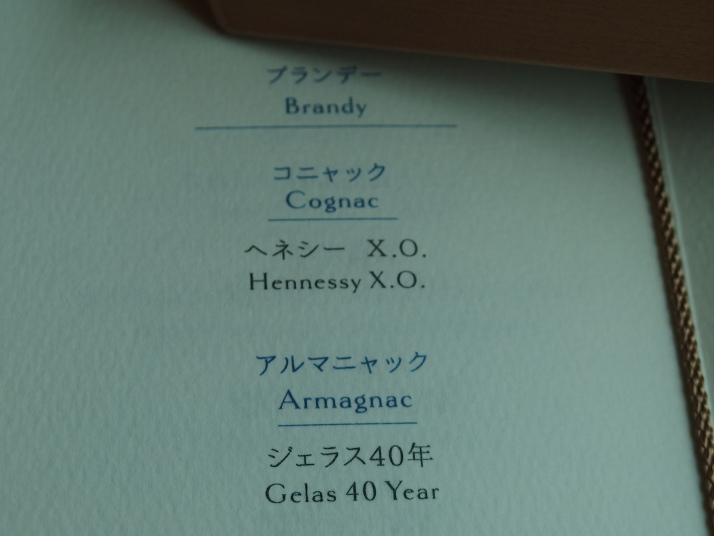 ブランデー
Brandy
コニャック
Cognac
ヘネシー X.O.
Hennessy X.O.
アルマニャック
Armagnac
ジェラス40年
Gelas 40 Year